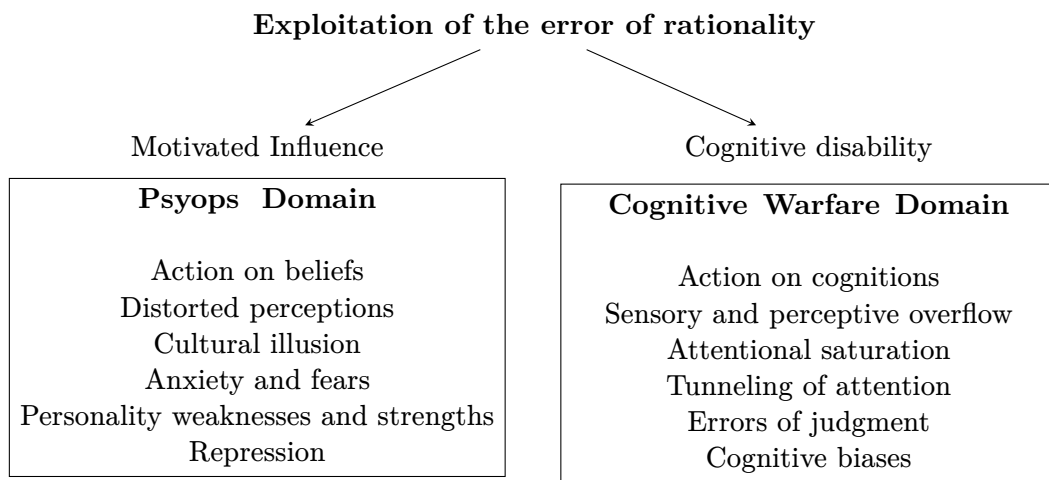 Exploitation of the error of rationality
Motivated Influence
Psyops Domain
Action on beliefs
Distorted perceptions
Cultural illusion
Anxiety and fears
Personality weaknesses and strengths
Repression
Cognitive disability
Cognitive Warfare Domain
Action on cognitions
Sensory and perceptive overflow
Attentional saturation
Tunneling of attention
Errors of judgment
Cognitive biases